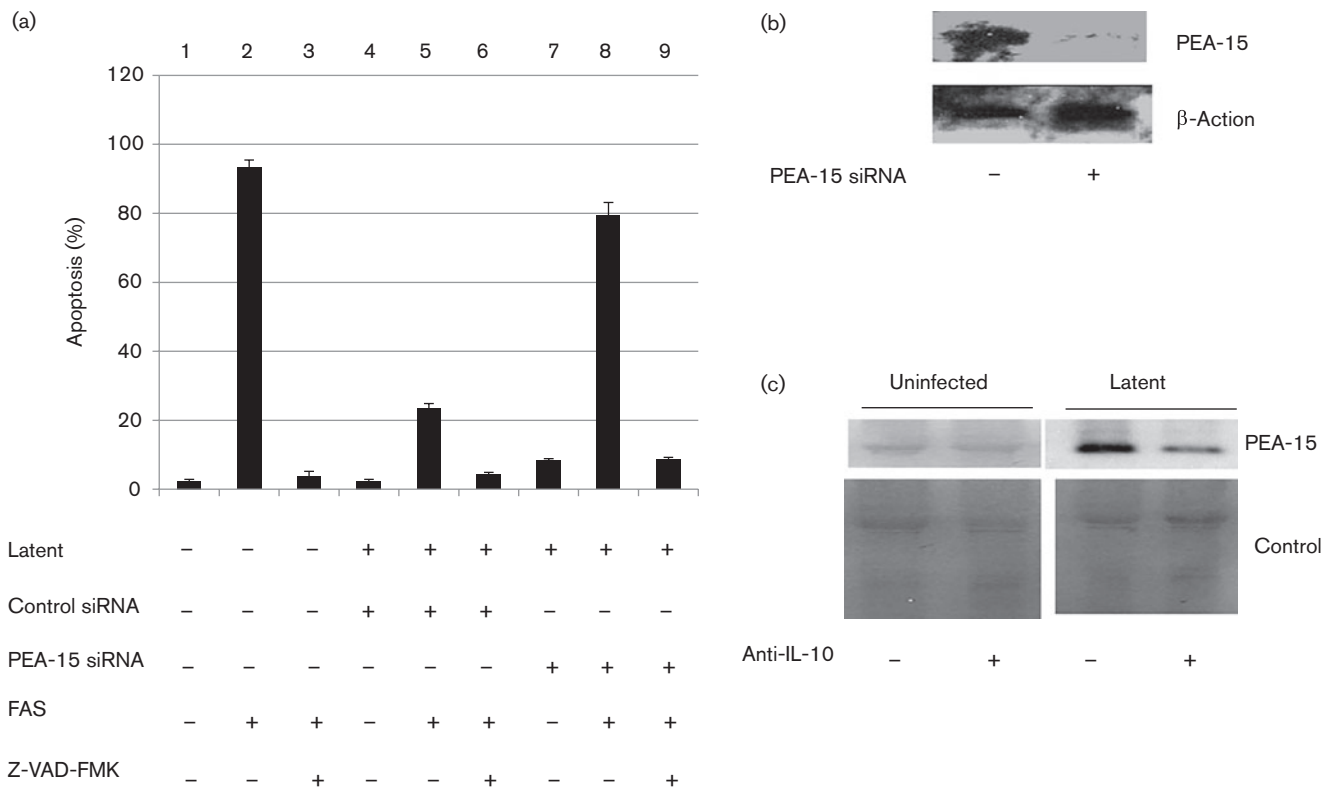 (a)
1 2 3 4 5 6 7 8 9
120
100
80
60
40
20
0
Apoptosis (%)
Latent – – – + + + + + +
Control siRNA – – – + + + – – –
PEA-15 siRNA – – – – – – + + +
FAS – + + – + + – + +
Z-VAD-FMK – – + – – + – – +
(b)
PEA-15
β-Action
PEA-15 siRNA – +
(c)
Uninfected Latent
PEA-15
Control
Anti-IL-10 – + – +